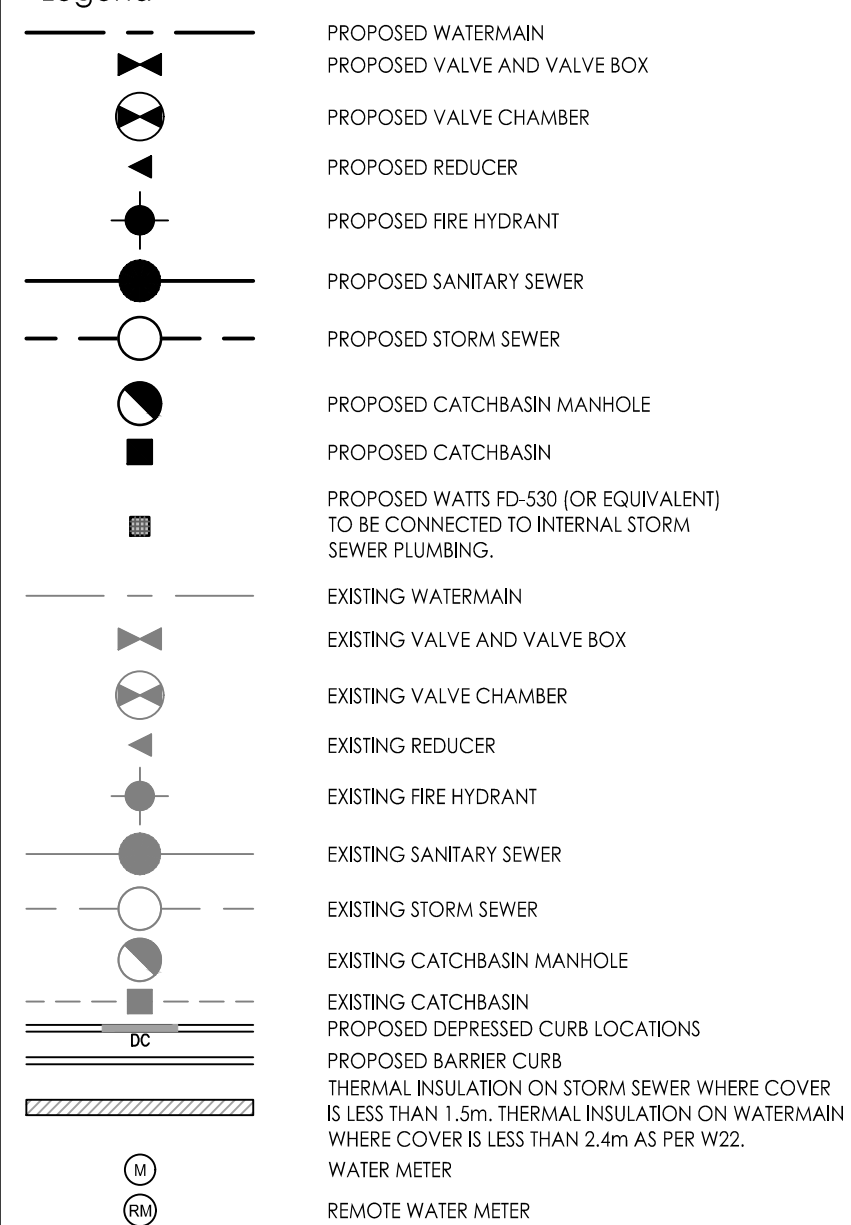 Legend
PROPOSED WATERMAIN
PROPOSED VALVE AND VALVE BOX
PROPOSED VALVE CHAMBER
PROPOSED REDUCER
PROPOSED FIRE HYDRANT
PROPOSED SANITARY SEWER
PROPOSED STORM SEWER
PROPOSED CATCHBASIN MANHOLE
PROPOSED CATCHBASIN
PROPOSED WATTS FD-530 (OR EQUIVALENT)
TO BE CONNECTED TO INTERNAL STORM
SEWER PLUMBING.
EXISTING WATERMAIN
EXISTING VALVE AND VALVE BOX
EXISTING VALVE CHAMBER
EXISTING REDUCER
EXISTING FIRE HYDRANT
EXISTING SANITARY SEWER
EXISTING STORM SEWER
EXISTING CATCHBASIN MANHOLE
EXISTING CATCHBASIN
DC PROPOSED DEPRESSED CURB LOCATIONS
PROPOSED BARRIER CURB
THERMAL INSULATION ON STORM SEWER WHERE COVER
IS LESS THAN 1.5m. THERMAL INSULATION ON WATERMAIN
WHERE COVER IS LESS THAN 2.4m AS PER W22.
M WATER METER
RM REMOTE WATER METER